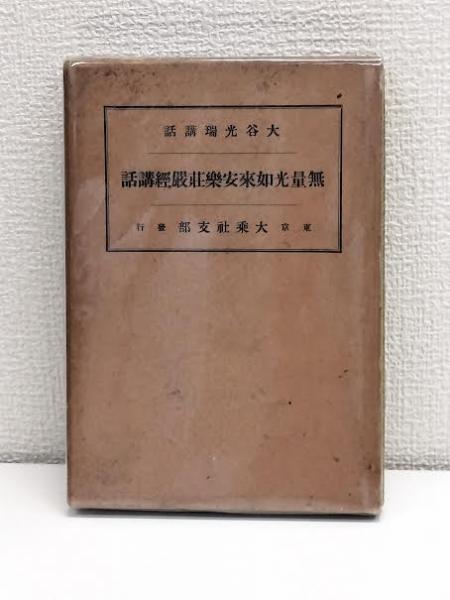 大谷光瑞講話
無量光如來安樂莊嚴經講話
東京大乘社支部發行